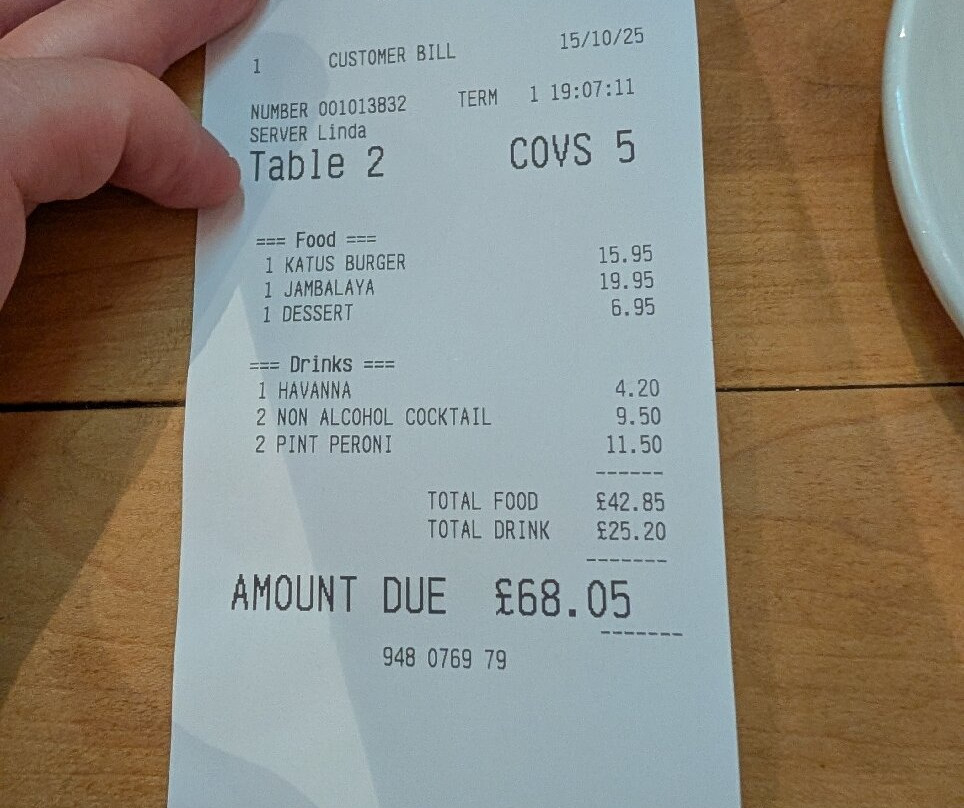 1 CUSTOMER BILL 15/10/25
NUMBER 001013832 TERM 1 19:07:11
SERVER Linda
Table 2 COVS 5
=== Food ===
1 KATUS BURGER 15.95
1 JAMBALAYA 19.95
1 DESSERT 6.95
=== Drinks ===
1 HAVANNA 4.20
2 NON ALCOHOL COCKTAIL 9.50
2 PINT PERONI 11.50
------
TOTAL FOOD £42.85
TOTAL DRINK £25.20
-------
AMOUNT DUE £68.05
-------
948 0769 79